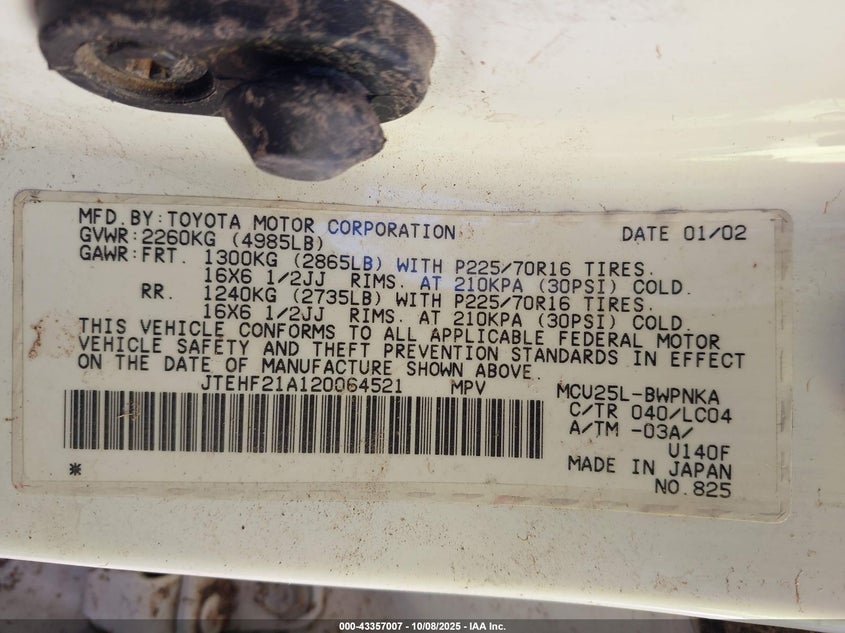 MFD. BY: TOYOTA MOTOR CORPORATION DATE 01/02
GVWR: 2260KG (4985LB)
GAWR: FRT. 1300KG (2865LB) WITH P225/70R16 TIRES.
16X6 1/2JJ RIMS. AT 210KPA (30PSI) COLD.
RR. 1240KG (2735LB) WITH P225/70R16 TIRES.
16X6 1/2JJ RIMS. AT 210KPA (30PSI) COLD.
THIS VEHICLE CONFORMS TO ALL APPLICABLE FEDERAL MOTOR
VEHICLE SAFETY AND THEFT PREVENTION STANDARDS IN EFFECT
ON THE DATE OF MANUFACTURE SHOWN ABOVE.
JTEHF21A120064521 MPV MCU25L-BWPNKA
C/TR 040/LC04
A/TM -03A/
U140F
MADE IN JAPAN
* NO. 825
000-43357007 - 10/08/2025 - IAA Inc.